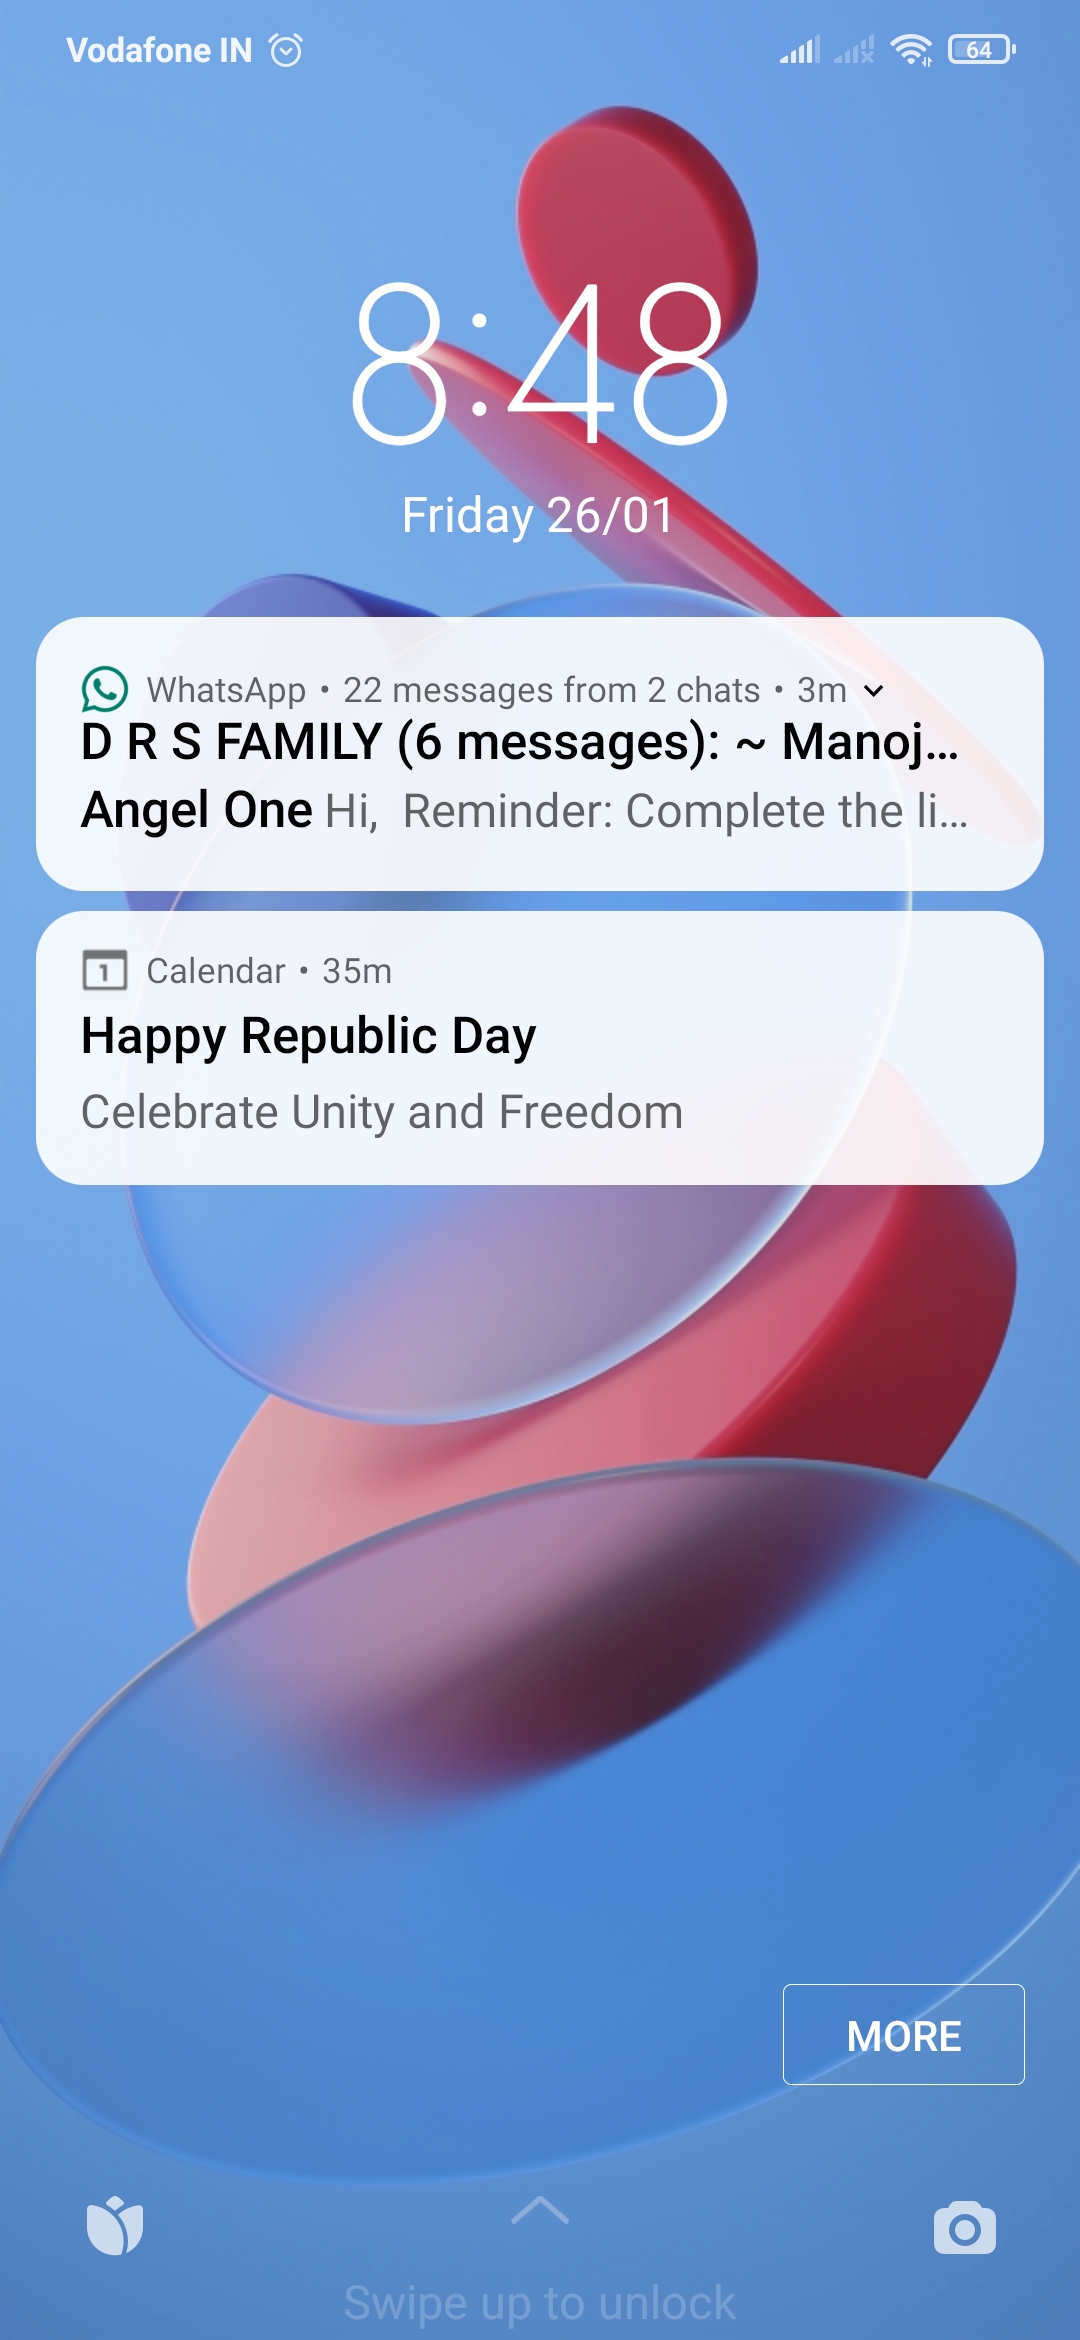 Vodafone IN
64
8:48
Friday 26/01
WhatsApp • 22 messages from 2 chats • 3m
D R S FAMILY (6 messages): ~ Manoj...
Angel One Hi,  Reminder: Complete the li...
1 Calendar • 35m
Happy Republic Day
Celebrate Unity and Freedom
MORE
Swipe up to unlock